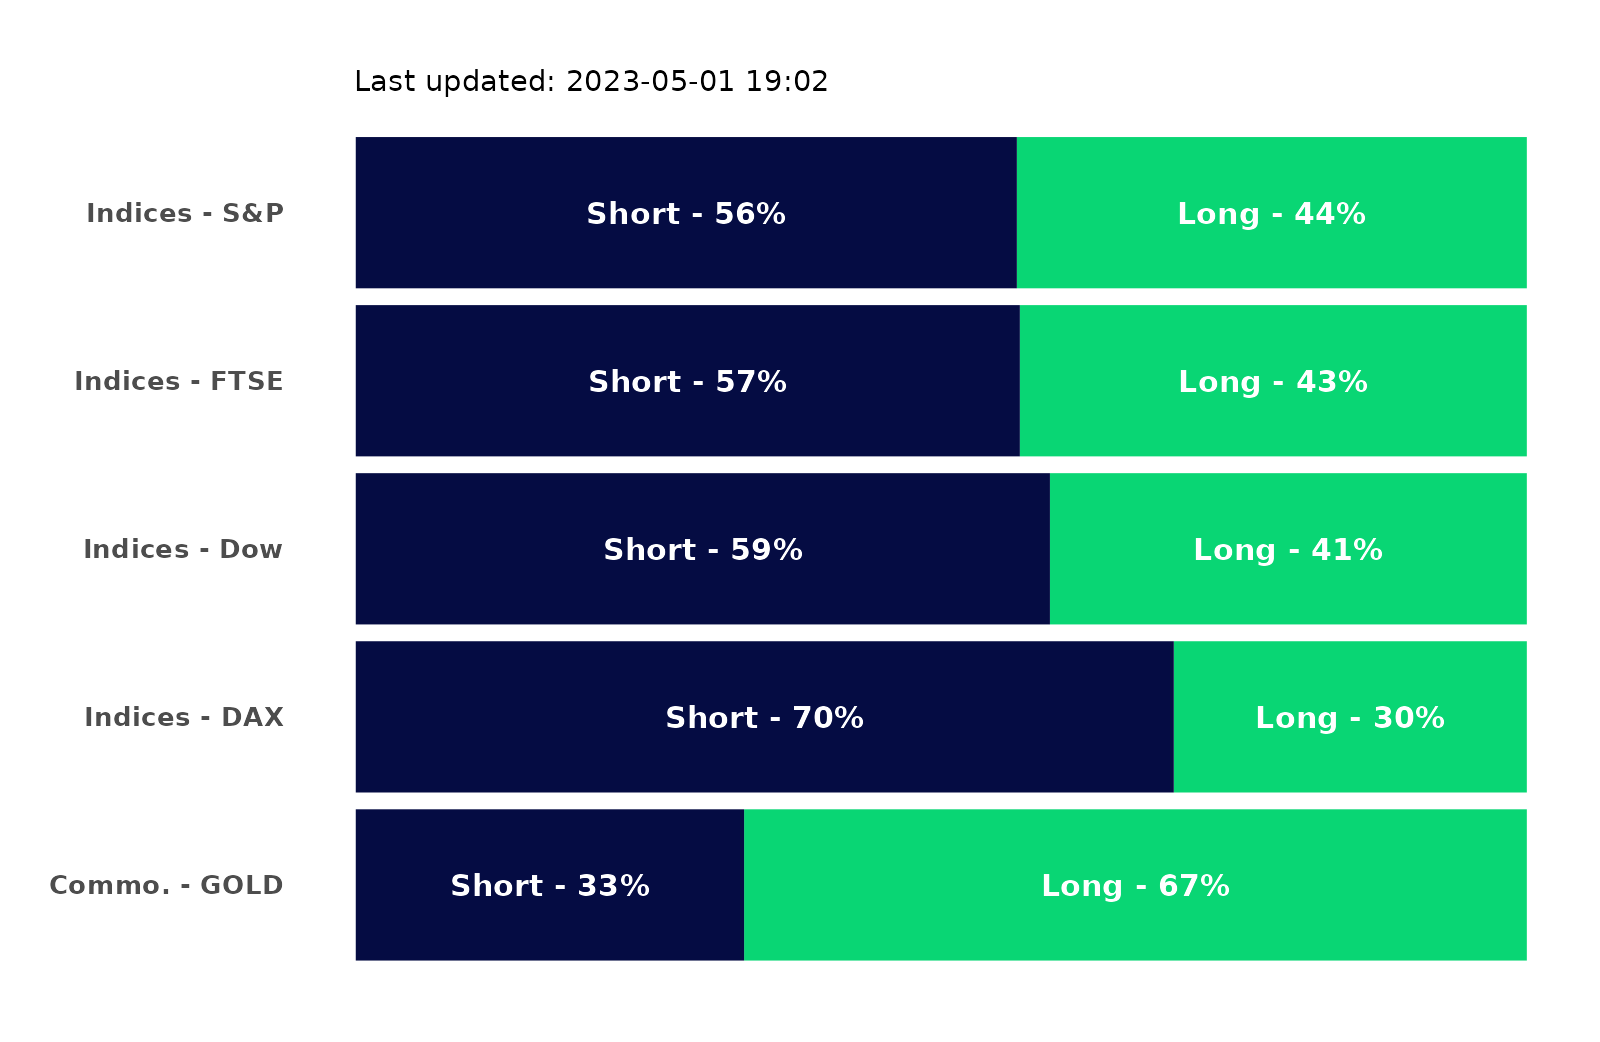 Last updated: 2023-05-01 19:02
Indices - S&P
Short - 56%
Long - 44%
Indices - FTSE
Short - 57%
Long - 43%
Indices - Dow
Short - 59%
Long - 41%
Indices - DAX
Short - 70%
Long - 30%
Commo. - GOLD
Short - 33%
Long - 67%